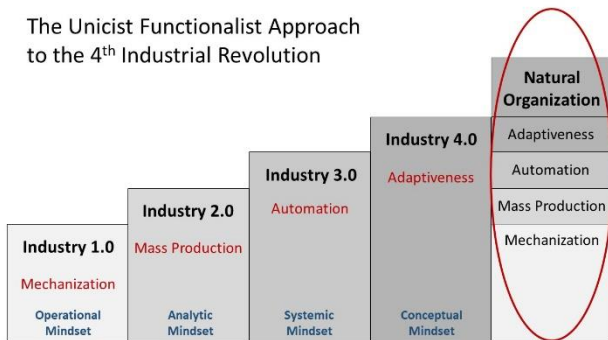 The Unicist Functionalist Approach
to the 4th Industrial Revolution
Industry 1.0
Mechanization
Operational
Mindset
Industry 2.0
Mass Production
Analytic
Mindset
Industry 3.0
Automation
Systemic
Mindset
Industry 4.0
Adaptiveness
Conceptual
Mindset
Natural
Organization
Adaptiveness
Automation
Mass Production
Mechanization